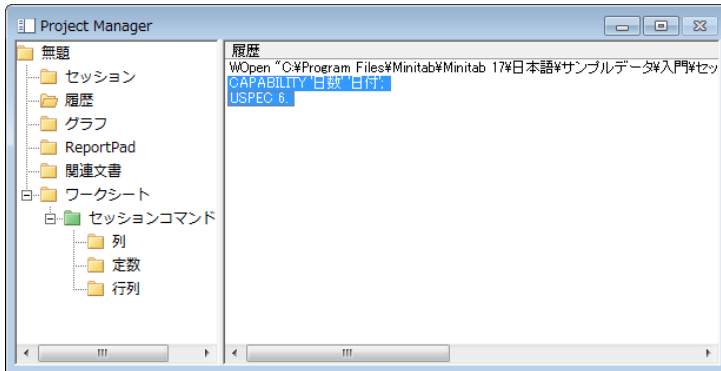 Project Manager
無題
セッション
履歴
グラフ
ReportPad
関連文書
ワークシート
セッションコマンド
列
定数
行列
履歴
WOpen "C:¥Program Files¥Minitab¥Minitab 17¥日本語¥サンプルデータ¥入門¥セッ
CAPABILITY '日数' '日付';
USPEC 6.